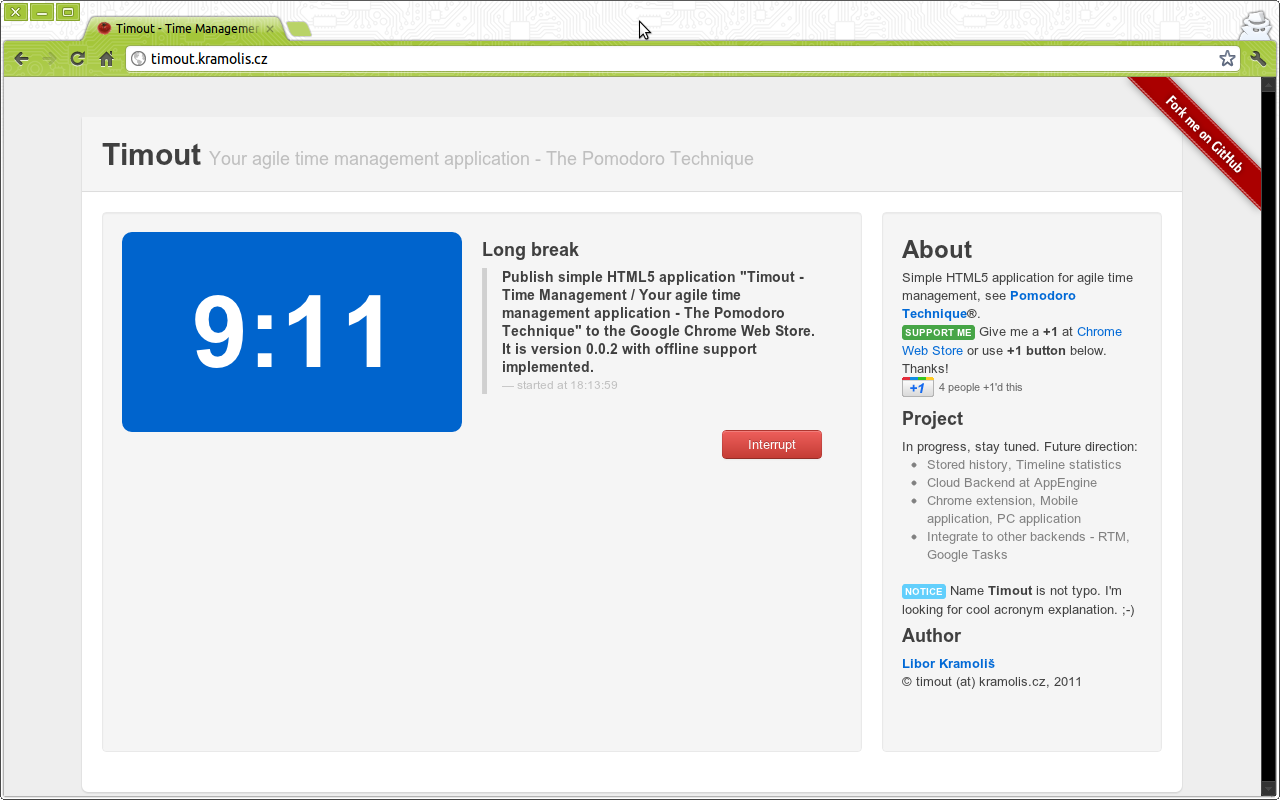 Timout - Time Managemen
timout.kramolis.cz
Fork me on GitHub
Timout Your agile time management application - The Pomodoro Technique
9:11
Long break
Publish simple HTML5 application "Timout -
Time Management / Your agile time
management application - The Pomodoro
Technique" to the Google Chrome Web Store.
It is version 0.0.2 with offline support
implemented.
— started at 18:13:59
Interrupt
About
Simple HTML5 application for agile time
management, see Pomodoro
Technique®.
SUPPORT ME Give me a +1 at Chrome
Web Store or use +1 button below.
Thanks!
+1 4 people +1'd this
Project
In progress, stay tuned. Future direction:
• Stored history, Timeline statistics
• Cloud Backend at AppEngine
• Chrome extension, Mobile
application, PC application
• Integrate to other backends - RTM,
Google Tasks
NOTICE Name Timout is not typo. I'm
looking for cool acronym explanation. ;-)
Author
Libor Kramoliš
© timout (at) kramolis.cz, 2011